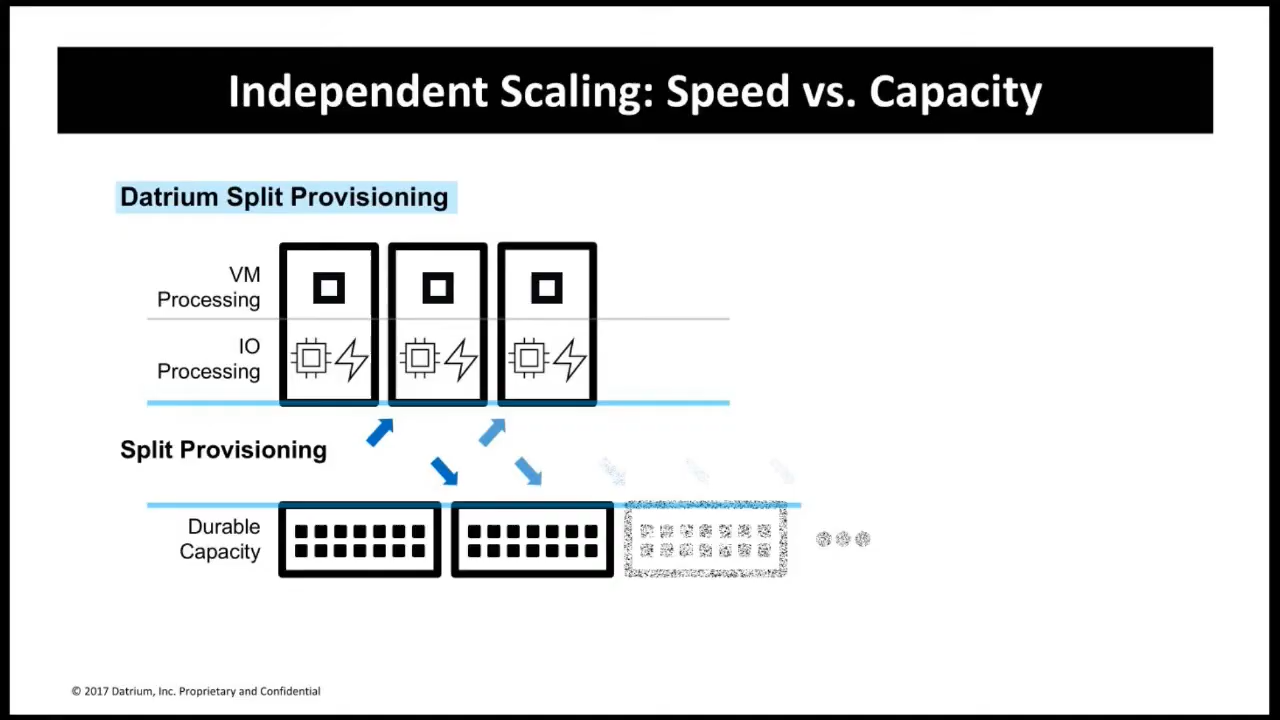 Independent Scaling: Speed vs. Capacity
Datrium Split Provisioning
VM
Processing
IO
Processing
Split Provisioning
Durable
Capacity
© 2017 Datrium, Inc. Proprietary and Confidential